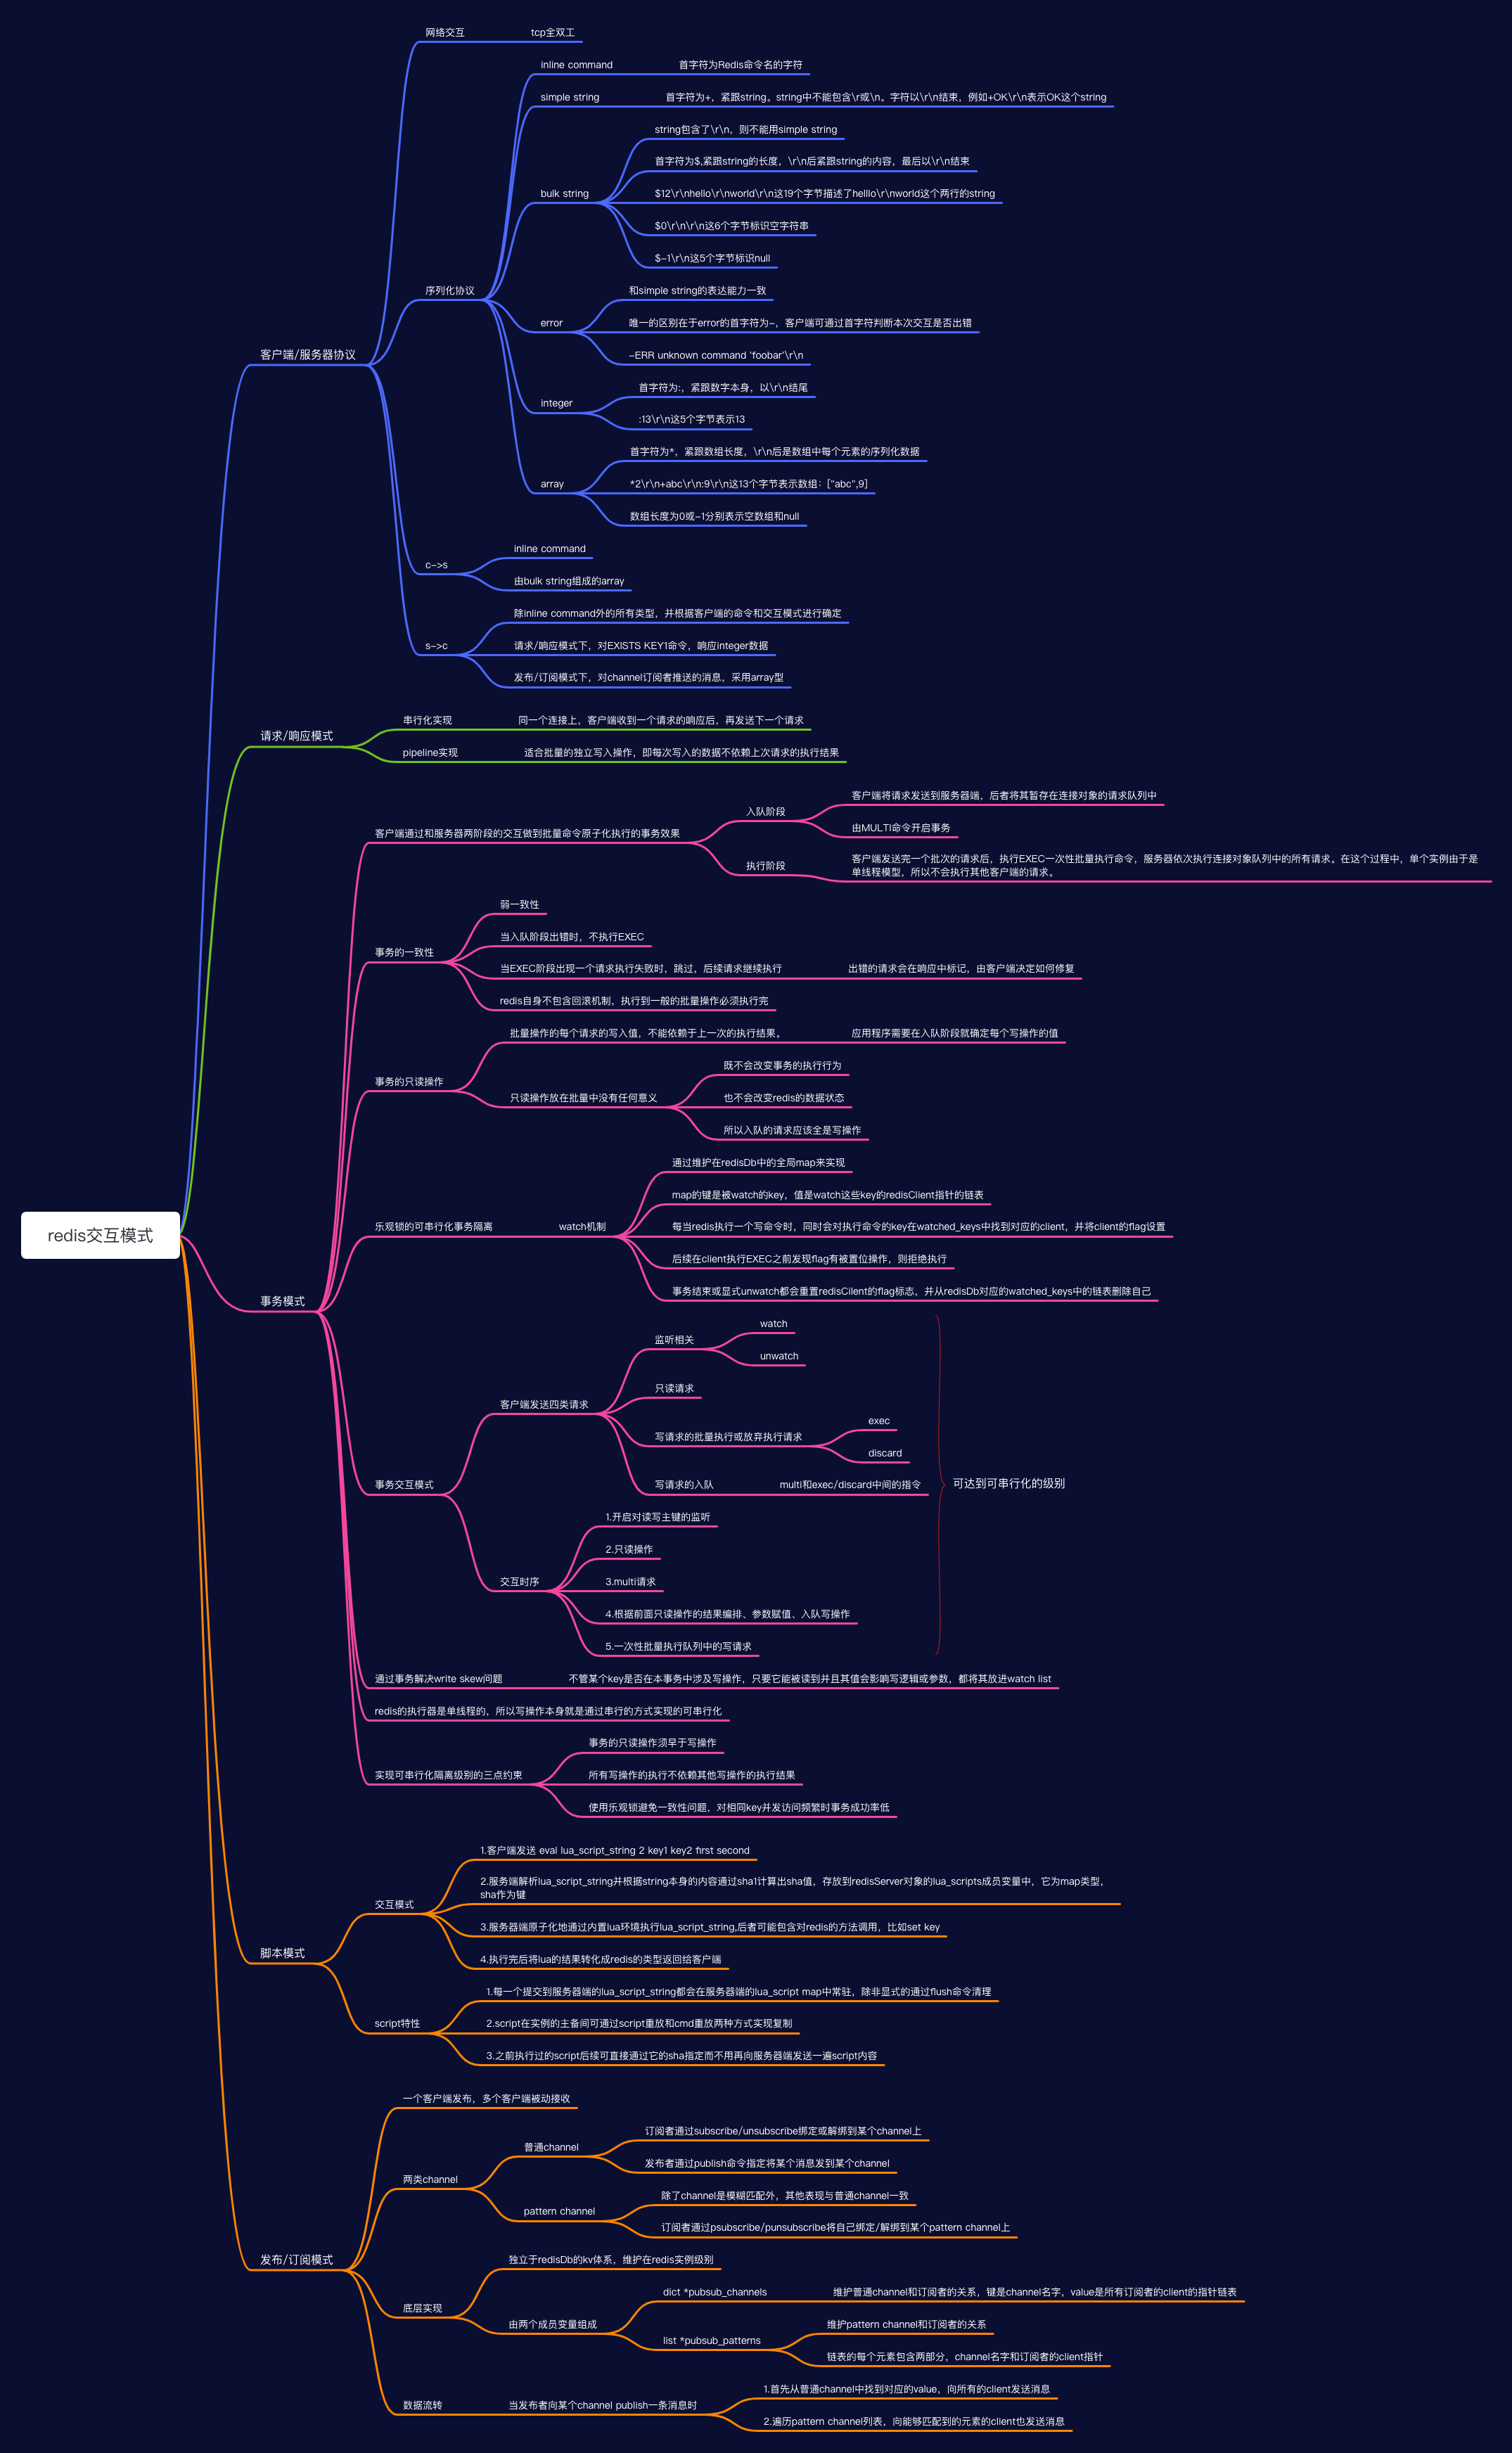 网络交互
tcp全双工
inline command
首字符为Redis命令名的字符
simple string
首字符为+，紧跟string。string中不能包含\r或\n。字符以\r\n结束，例如+OK\r\n表示OK这个string
string包含了\r\n，则不能用simple string
首字符为$,紧跟string的长度，\r\n后紧跟string的内容，最后以\r\n结束
bulk string
$12\r\nhello\r\nworld\r\n这19个字节描述了helllo\r\nworld这个两行的string
$0\r\n\r\n这6个字节标识空字符串
$-1\r\n这5个字节标识null
序列化协议
和simple string的表达能力一致
error
唯一的区别在于error的首字符为-，客户端可通过首字符判断本次交互是否出错
-ERR unknown command 'foobar'\r\n
客户端/服务器协议
首字符为:，紧跟数字本身，以\r\n结尾
integer
:13\r\n这5个字节表示13
首字符为*，紧跟数组长度，\r\n后是数组中每个元素的序列化数据
array
*2\r\n+abc\r\n:9\r\n这13个字节表示数组：["abc",9]
数组长度为0或-1分别表示空数组和null
inline command
c->s
由bulk string组成的array
除inline command外的所有类型，并根据客户端的命令和交互模式进行确定
s->c
请求/响应模式下，对EXISTS KEY1命令，响应integer数据
发布/订阅模式下，对channel订阅者推送的消息，采用array型
请求/响应模式
串行化实现
同一个连接上，客户端收到一个请求的响应后，再发送下一个请求
pipeline实现
适合批量的独立写入操作，即每次写入的数据不依赖上次请求的执行结果
客户端通过和服务器两阶段的交互做到批量命令原子化执行的事务效果
入队阶段
客户端将请求发送到服务器端，后者将其暂存在连接对象的请求队列中
由MULTI命令开启事务
执行阶段
客户端发送完一个批次的请求后，执行EXEC一次性批量执行命令，服务器依次执行连接对象队列中的所有请求。在这个过程中，单个实例由于是
单线程模型，所以不会执行其他客户端的请求。
弱一致性
当入队阶段出错时，不执行EXEC
事务的一致性
当EXEC阶段出现一个请求执行失败时，跳过，后续请求继续执行
出错的请求会在响应中标记，由客户端决定如何修复
redis自身不包含回滚机制，执行到一般的批量操作必须执行完
批量操作的每个请求的写入值，不能依赖于上一次的执行结果。
应用程序需要在入队阶段就确定每个写操作的值
事务的只读操作
既不会改变事务的执行行为
只读操作放在批量中没有任何意义
也不会改变redis的数据状态
所以入队的请求应该全是写操作
通过维护在redisDb中的全局map来实现
map的键是被watch的key，值是watch这些key的redisClient指针的链表
redis交互模式
乐观锁的可串行化事务隔离
watch机制
每当redis执行一个写命令时，同时会对执行命令的key在watched_keys中找到对应的client，并将client的flag设置
后续在client执行EXEC之前发现flag有被置位操作，则拒绝执行
事务结束或显式unwatch都会重置redisCilent的flag标志，并从redisDb对应的watched_keys中的链表删除自己
事务模式
监听相关
watch
unwatch
只读请求
客户端发送四类请求
写请求的批量执行或放弃执行请求
exec
discard
事务交互模式
写请求的入队
multi和exec/discard中间的指令
可达到可串行化的级别
1.开启对读写主键的监听
2.只读操作
交互时序
3.multi请求
4.根据前面只读操作的结果编排、参数赋值、入队写操作
5.一次性批量执行队列中的写请求
通过事务解决write skew问题
不管某个key是否在本事务中涉及写操作，只要它能被读到并且其值会影响写逻辑或参数，都将其放进watch list
redis的执行器是单线程的，所以写操作本身就是通过串行的方式实现的可串行化
事务的只读操作须早于写操作
实现可串行化隔离级别的三点约束
所有写操作的执行不依赖其他写操作的执行结果
使用乐观锁避免一致性问题，对相同key并发访问频繁时事务成功率低
1.客户端发送 eval lua_script_string 2 key1 key2 first second
交互模式
2.服务端解析lua_script_string并根据string本身的内容通过sha1计算出sha值，存放到redisServer对象的lua_scripts成员变量中，它为map类型，
sha作为键
3.服务器端原子化地通过内置lua环境执行lua_script_string,后者可能包含对redis的方法调用，比如set key
4.执行完后将lua的结果转化成redis的类型返回给客户端
脚本模式
1.每一个提交到服务器端的lua_script_string都会在服务器端的lua_script map中常驻，除非显式的通过flush命令清理
script特性
2.script在实例的主备间可通过script重放和cmd重放两种方式实现复制
3.之前执行过的script后续可直接通过它的sha指定而不用再向服务器端发送一遍script内容
一个客户端发布，多个客户端被动接收
两类channel
普通channel
订阅者通过subscribe/unsubscribe绑定或解绑到某个channel上
发布者通过publish命令指定将某个消息发到某个channel
pattern channel
除了channel是模糊匹配外，其他表现与普通channel一致
订阅者通过psubscribe/punsubscribe将自己绑定/解绑到某个pattern channel上
发布/订阅模式
独立于redisDb的kv体系，维护在redis实例级别
底层实现
由两个成员变量组成
dict *pubsub_channels
维护普通channel和订阅者的关系，键是channel名字，value是所有订阅者的client的指针链表
list *pubsub_patterns
维护pattern channel和订阅者的关系
链表的每个元素包含两部分，channel名字和订阅者的client指针
数据流转
当发布者向某个channel publish一条消息时
1.首先从普通channel中找到对应的value，向所有的client发送消息
2.遍历pattern channel列表，向能够匹配到的元素的client也发送消息